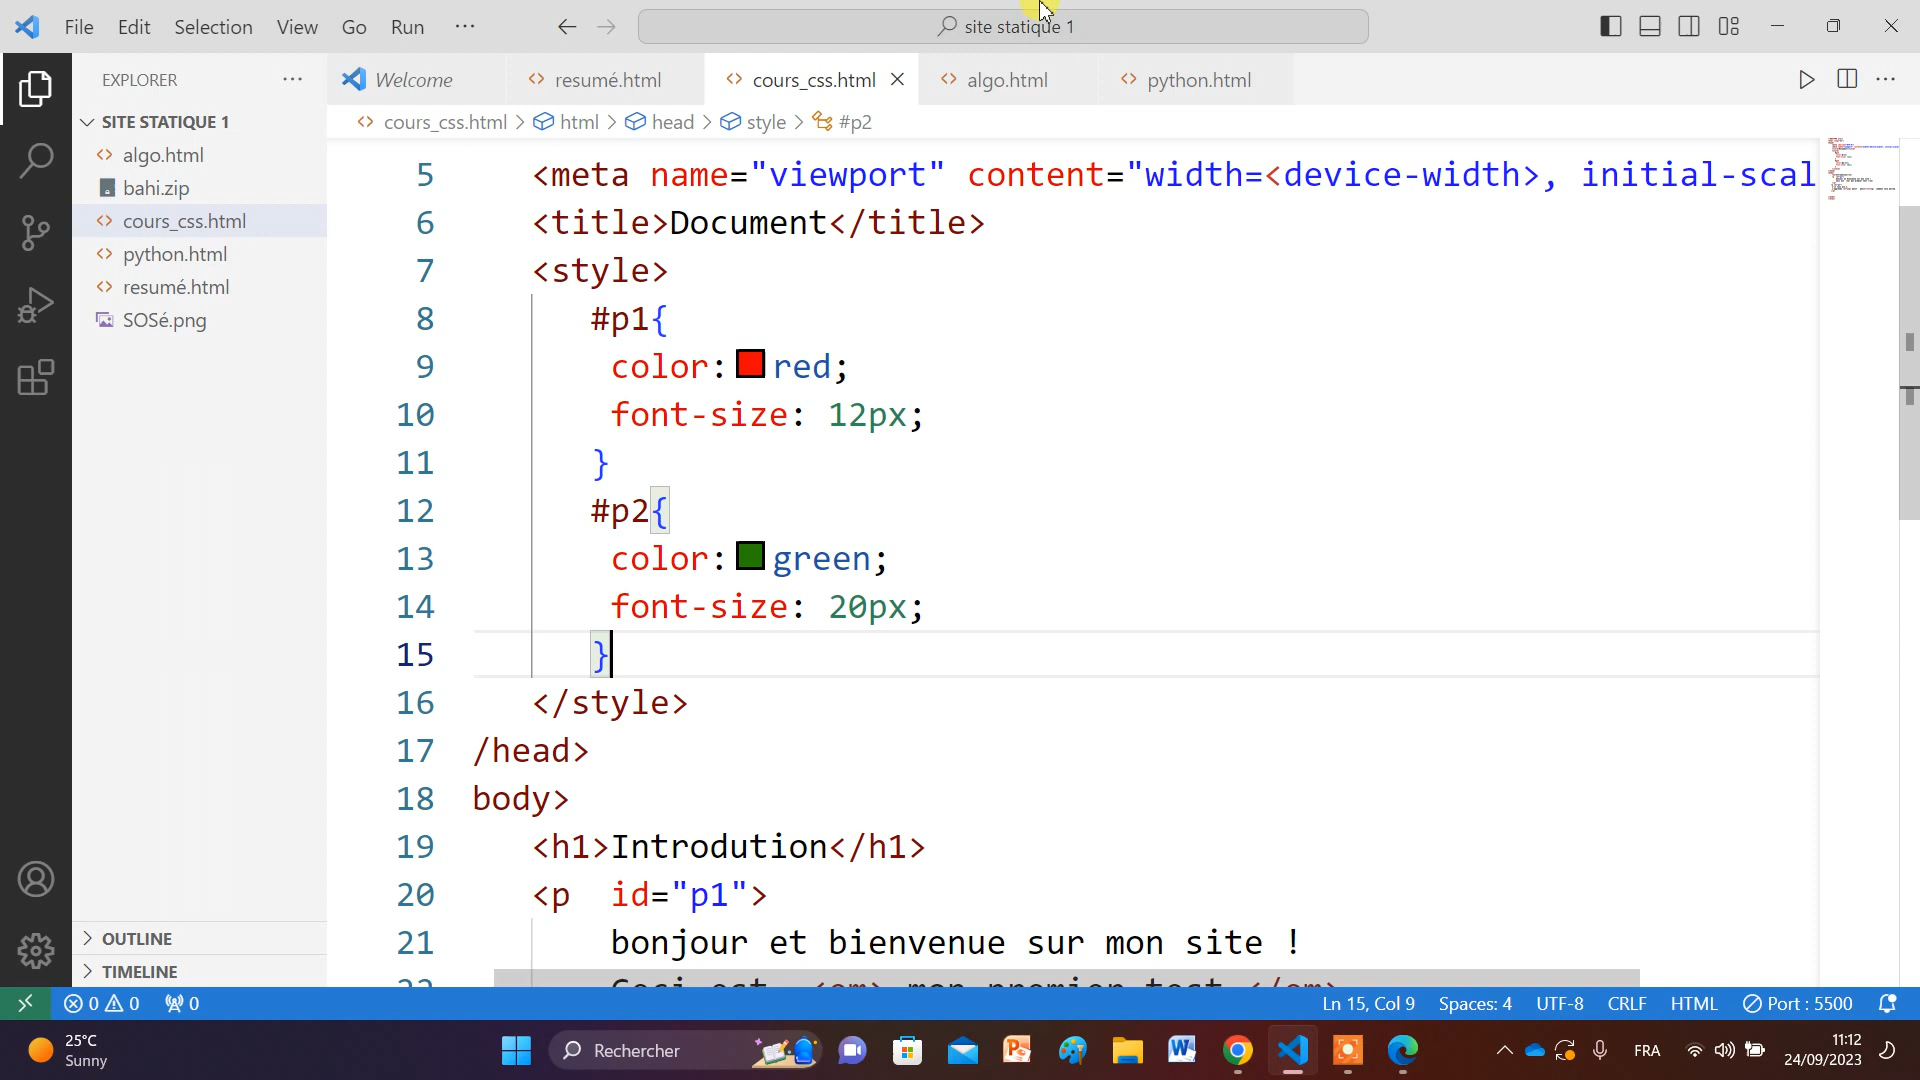 File Edit Selection View Go Run ··· site statique 1
EXPLORER ···
Welcome resumé.html cours_css.html algo.html python.html
cours_css.html > html > head > style > #p2
SITE STATIQUE 1
algo.html
bahi.zip
cours_css.html
python.html
resumé.html
SOSé.png
OUTLINE
TIMELINE
5 <meta name="viewport" content="width=<device-width>, initial-scal
6 <title>Document</title>
7 <style>
8 #p1{
9 color: red;
10 font-size: 12px;
11 }
12 #p2{
13 color: green;
14 font-size: 20px;
15 }
16 </style>
17 /head>
18 body>
19 <h1>Introdution</h1>
20 <p id="p1">
21 bonjour et bienvenue sur mon site !
0 0 0 Ln 15, Col 9 Spaces: 4 UTF-8 CRLF HTML Port : 5500
25°C
Sunny
Rechercher
FRA
11:12
24/09/2023